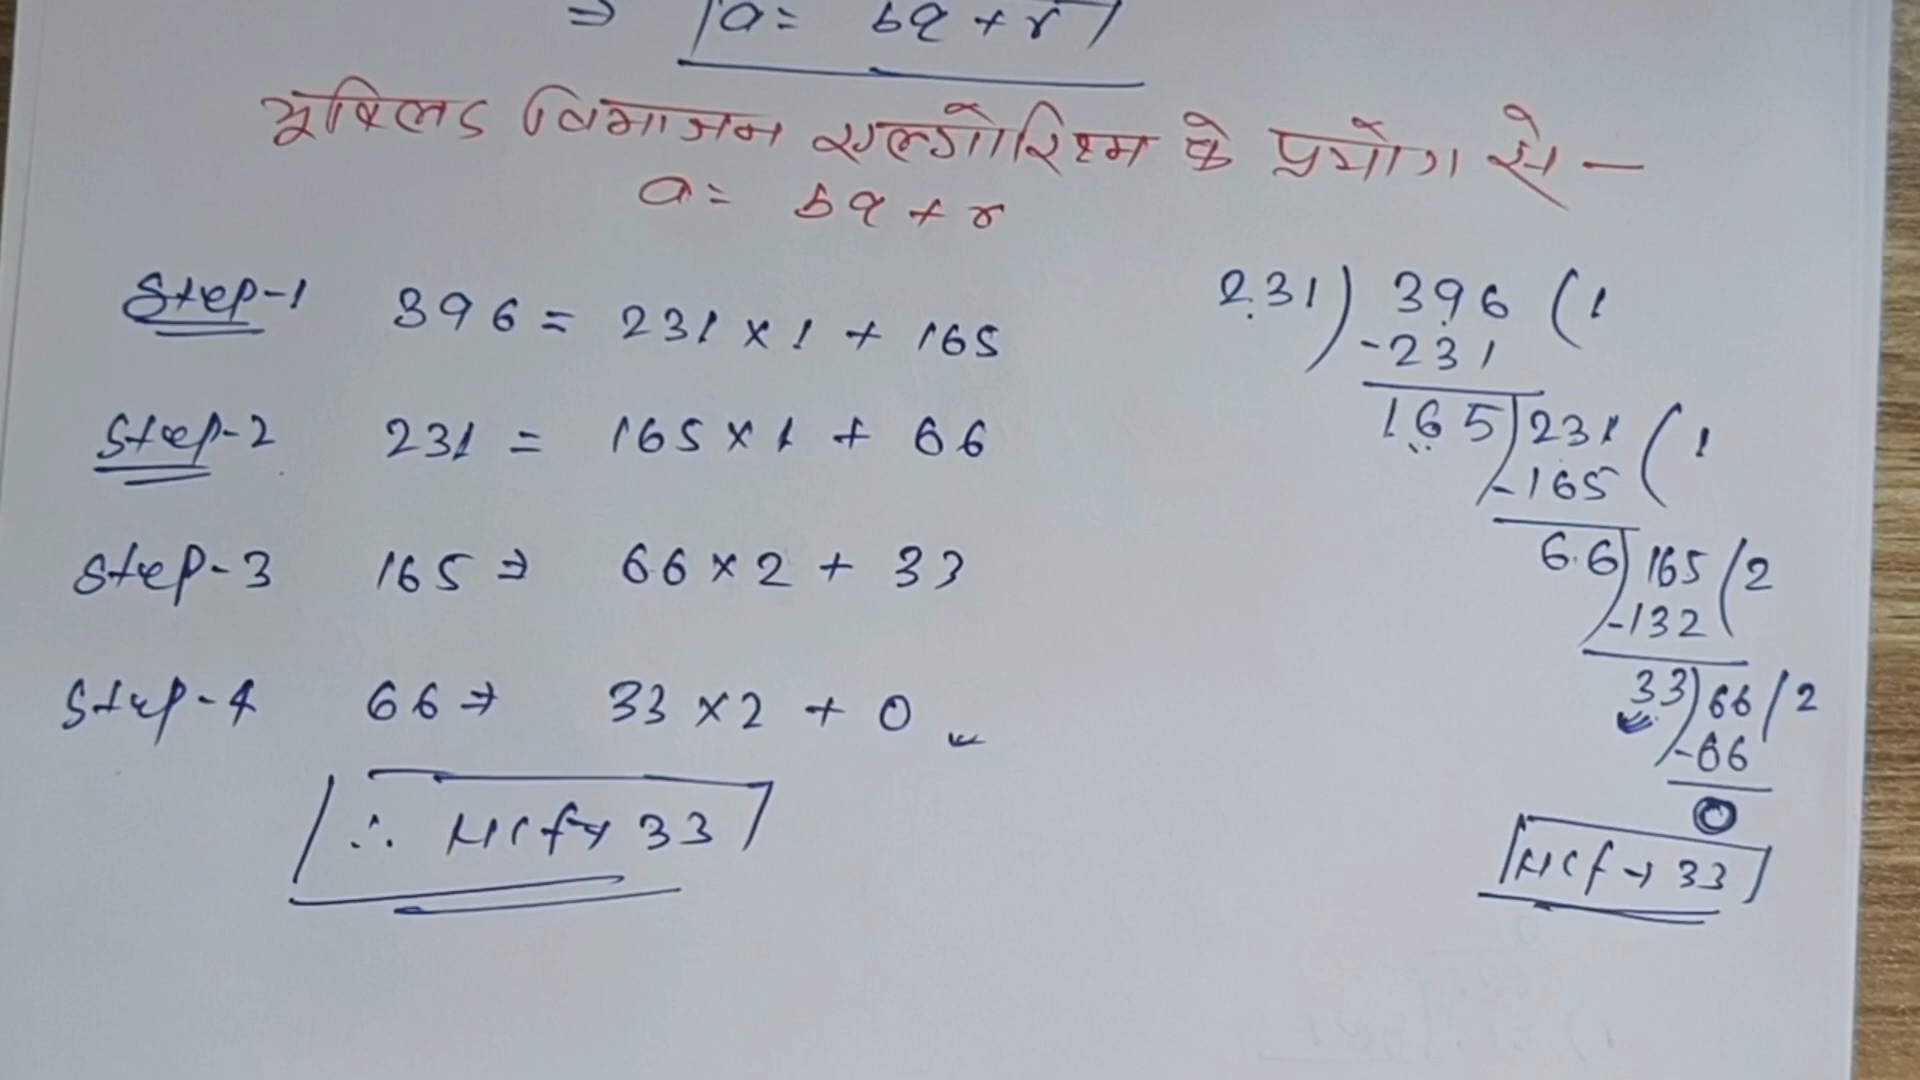 ⇒ a = bq + r
यूक्लिड विभाजन एल्गोरिथ्म के प्रयोग से –
a = bq + r
Step-1 396 = 231 × 1 + 165
Step-2 231 = 165 × 1 + 66
Step-3 165 ⇒ 66 × 2 + 33
Step-4 66 ⇒ 33 × 2 + 0
∴ HCF → 33
231) 396 (1
-231
165) 231 (1
-165
66) 165 (2
-132
33) 66 (2
-66
0
HCF → 33